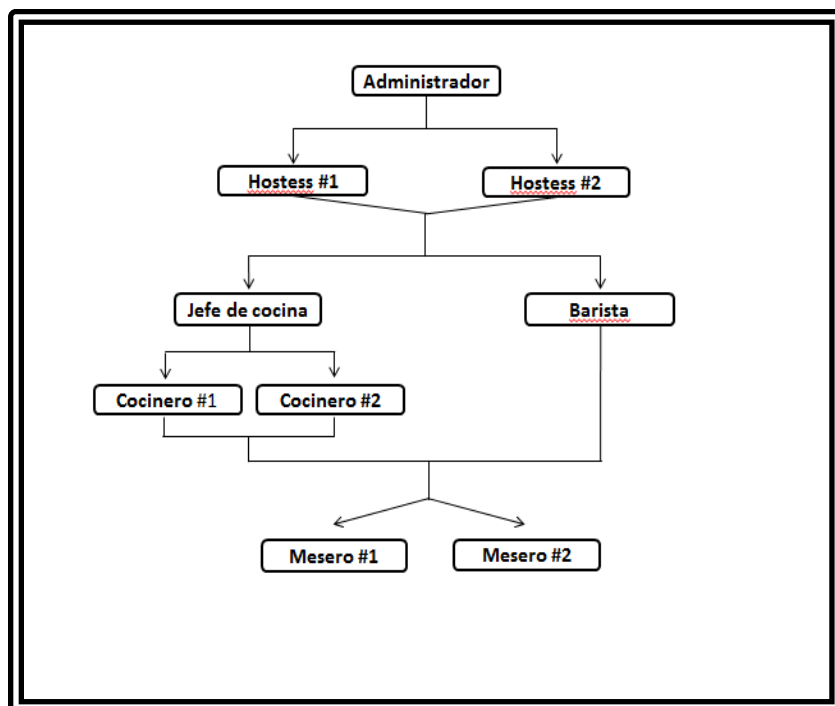 Administrador
Hostess #1
Hostess #2
Jefe de cocina
Barista
Cocinero #1
Cocinero #2
Mesero #1
Mesero #2